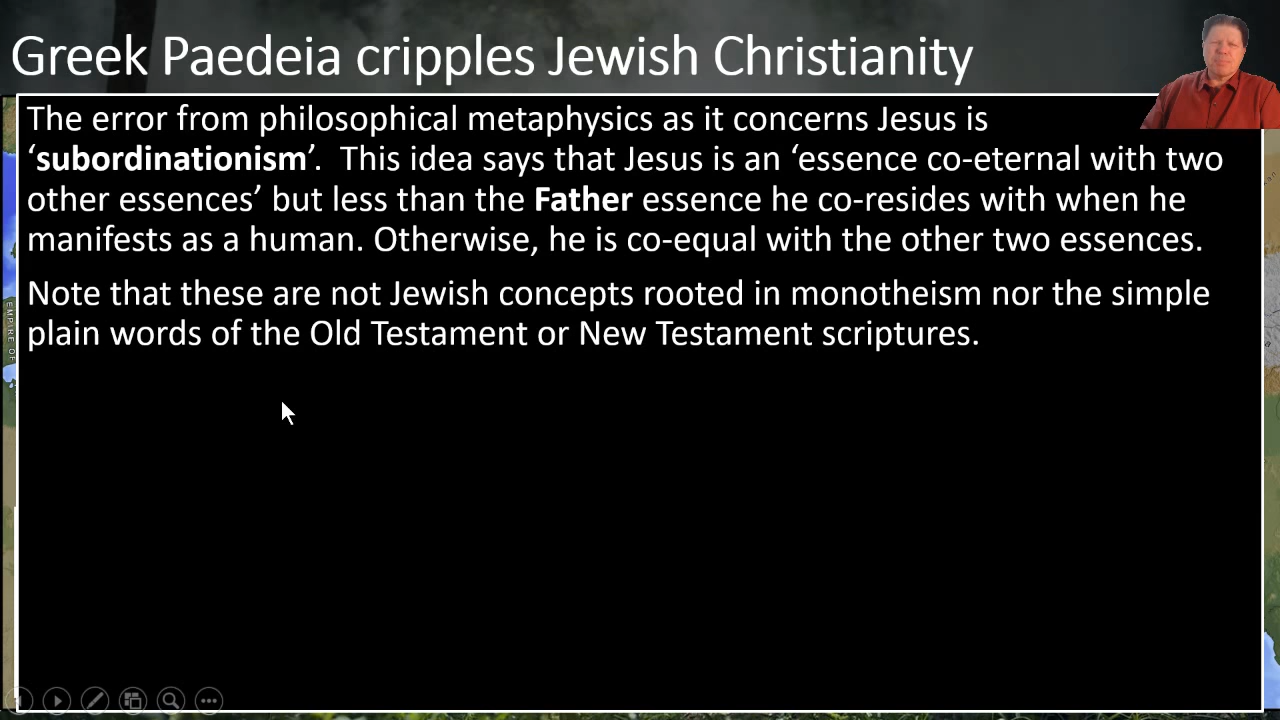 Greek Paedeia cripples Jewish Christianity
The error from philosophical metaphysics as it concerns Jesus is
‘subordinationism’.  This idea says that Jesus is an ‘essence co-eternal with two
other essences’ but less than the Father essence he co-resides with when he
manifests as a human. Otherwise, he is co-equal with the other two essences.
Note that these are not Jewish concepts rooted in monotheism nor the simple
plain words of the Old Testament or New Testament scriptures.
EMPIRE OF